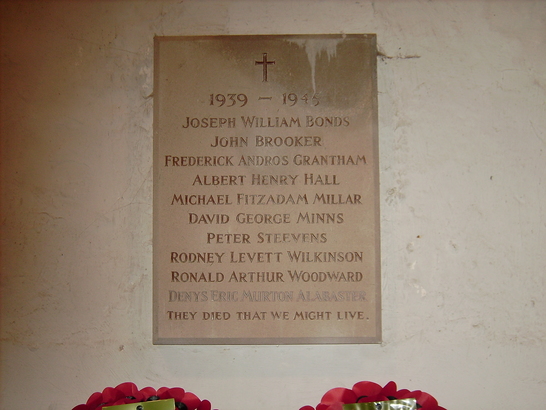 1939 – 1945
JOSEPH WILLIAM BONDS
JOHN BROOKER
FREDERICK ANDROS GRANTHAM
ALBERT HENRY HALL
MICHAEL FITZADAM MILLAR
DAVID GEORGE MINNS
PETER STEEVENS
RODNEY LEVETT WILKINSON
RONALD ARTHUR WOODWARD
DENYS ERIC MURTON ALABASTER
THEY DIED THAT WE MIGHT LIVE.